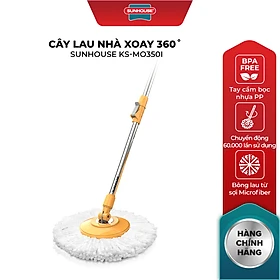 SUNHOUSE
CÂY LAU NHÀ XOAY 360°
SUNHOUSE KS-MO350I
BPA
FREE
Tay cầm bọc
nhựa PP
Chuyển động
60.000 lần sử dụng
Bông lau từ
sợi Microfiber
HÀNG
CHÍNH HÃNG